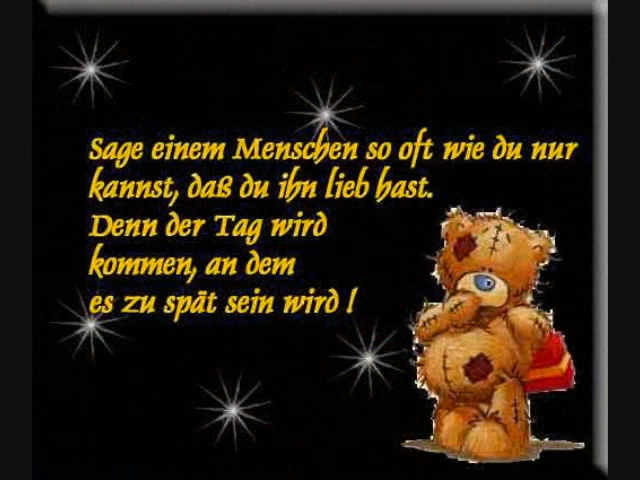 Sage einem Menschen so oft wie du nur
kannst, daß du ihn lieb hast.
Denn der Tag wird
kommen, an dem
es zu spät sein wird !